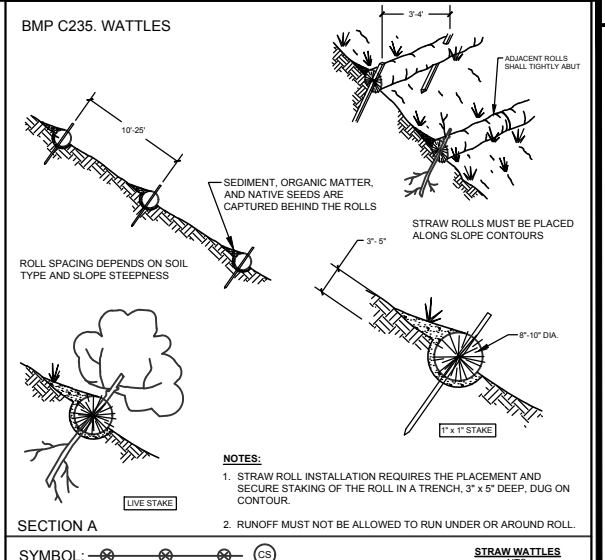 BMP C235. WATTLES
3'-4'
ADJACENT ROLLS
SHALL TIGHTLY ABUT
10'-25'
SEDIMENT, ORGANIC MATTER,
AND NATIVE SEEDS ARE
CAPTURED BEHIND THE ROLLS
STRAW ROLLS MUST BE PLACED
ALONG SLOPE CONTOURS
ROLL SPACING DEPENDS ON SOIL
TYPE AND SLOPE STEEPNESS
3"- 5"
8"-10" DIA.
1" x 1" STAKE
LIVE STAKE
NOTES:
1. STRAW ROLL INSTALLATION REQUIRES THE PLACEMENT AND
SECURE STAKING OF THE ROLL IN A TRENCH, 3" x 5" DEEP, DUG ON
CONTOUR.
2. RUNOFF MUST NOT BE ALLOWED TO RUN UNDER OR AROUND ROLL.
SECTION A
SYMBOL:
CS
STRAW WATTLES
NTS